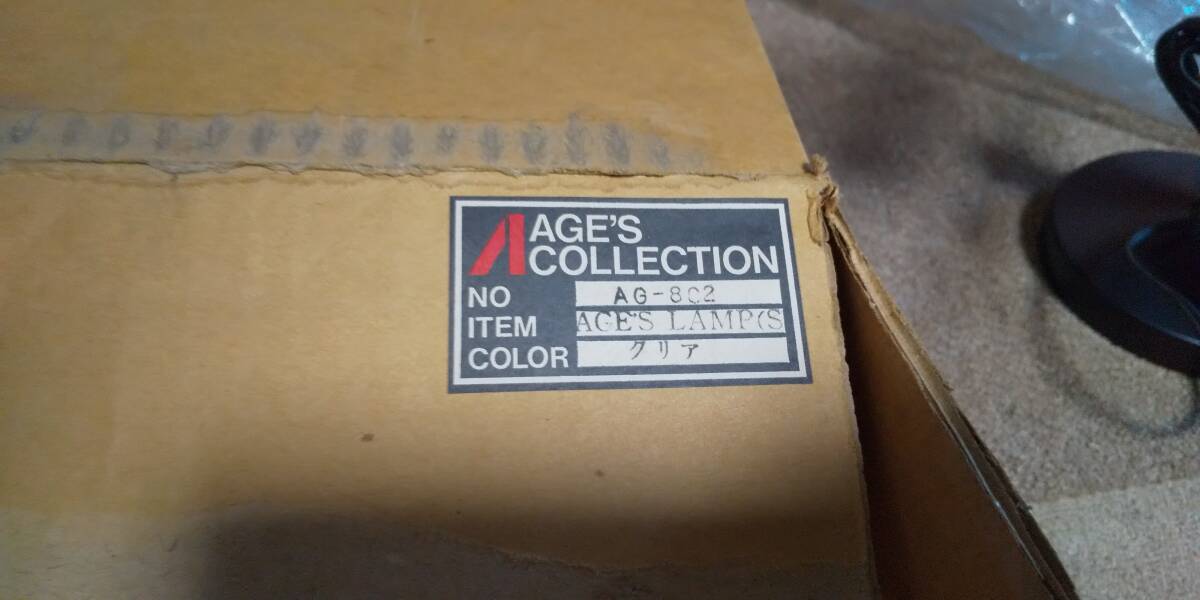 AGE'S
COLLECTION
NO AG-802
ITEM AGE'S LAMP(S
COLOR クリア